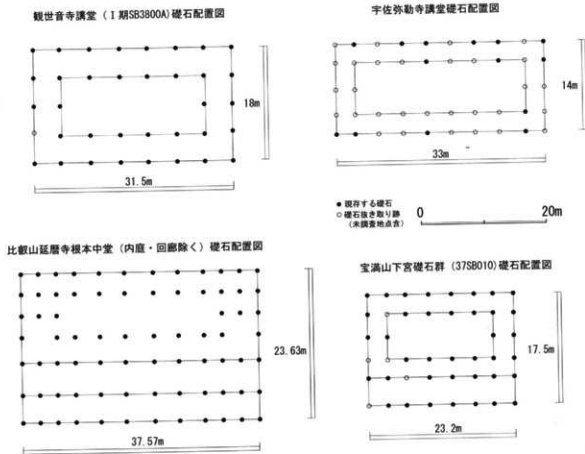 観世音寺講堂（Ⅰ期SB3800A)礎石配置図
18m
31.5m
宇佐弥勒寺講堂礎石配置図
14m
33m
● 現存する礎石
○ 礎石抜き取り跡
（未調査地点含）
0 20m
比叡山延暦寺根本中堂（内庭・回廊除く）礎石配置図
23.63m
37.57m
宝満山下宮礎石群（37SB010)礎石配置図
17.5m
23.2m